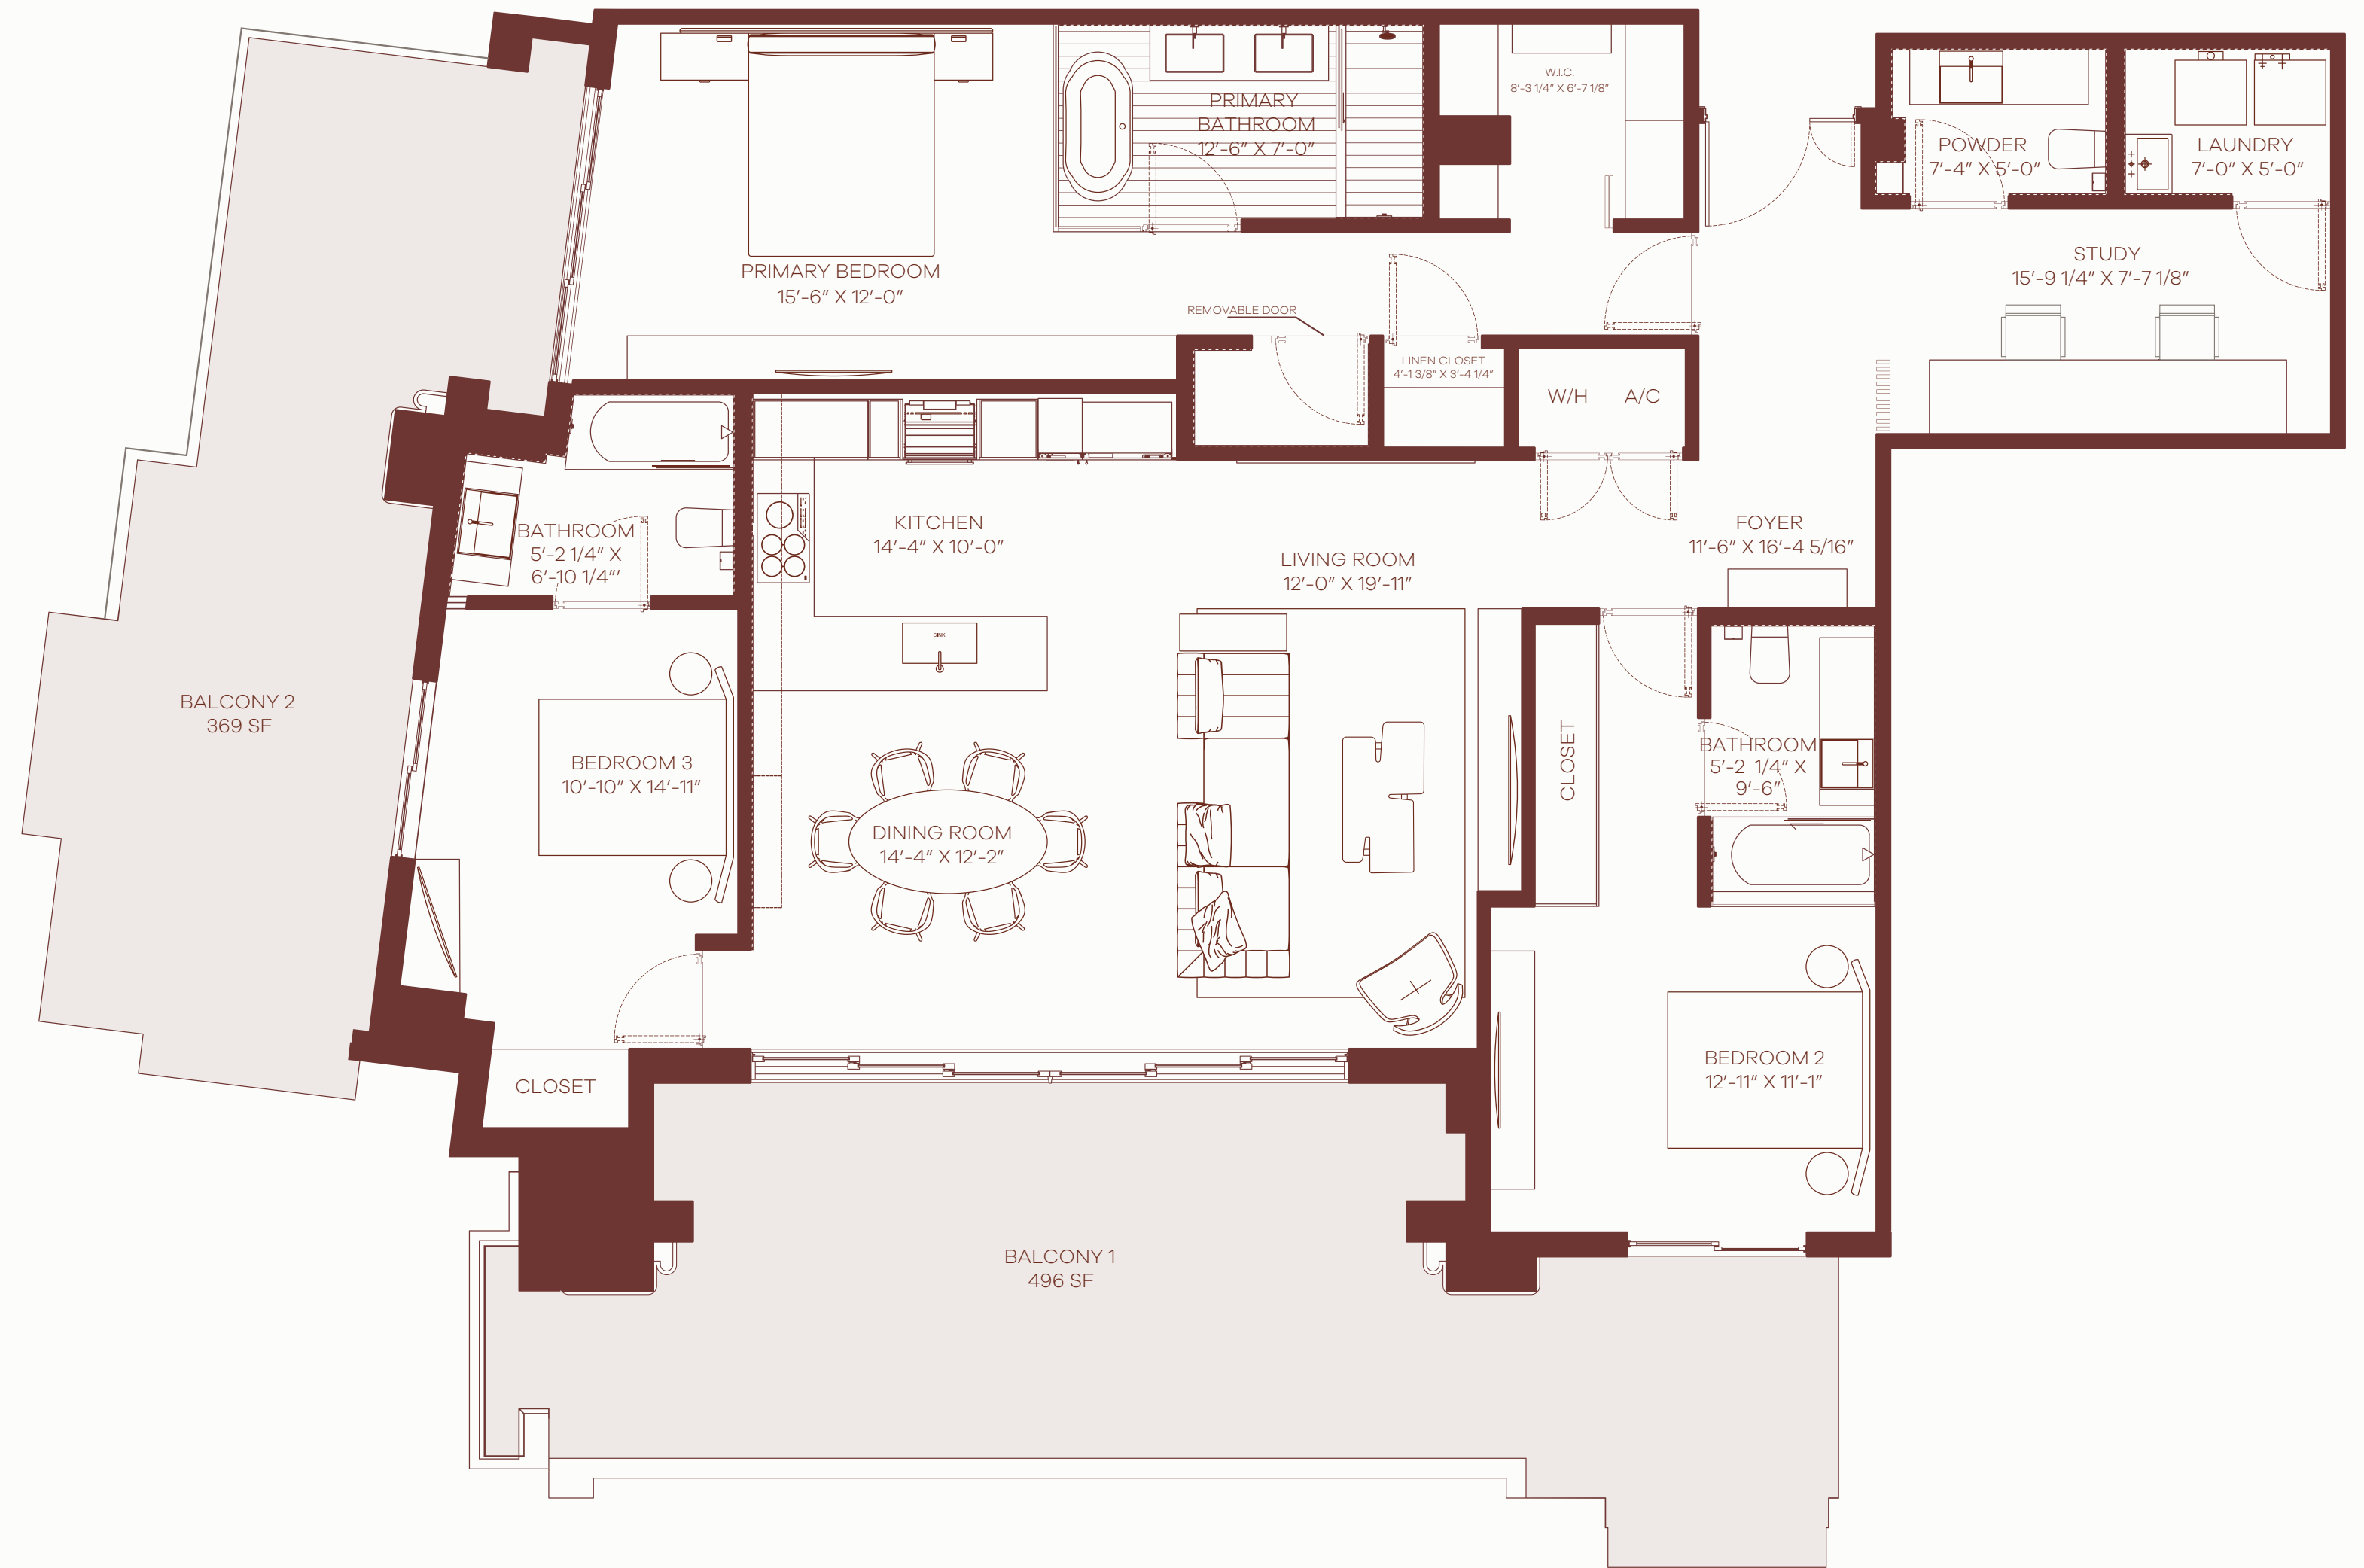 W.I.C.
8'-3 1/4" X 6'-7 1/8"
PRIMARY
BATHROOM
12'-6" X 7'-0"
POWDER
7'-4" X 5'-0"
LAUNDRY
7'-0" X 5'-0"
STUDY
15'-9 1/4" X 7'-7 1/8"
PRIMARY BEDROOM
15'-6" X 12'-0"
REMOVABLE DOOR
LINEN CLOSET
4'-1 3/8" X 3'-4 1/4"
W/H
A/C
BATHROOM
5'-2 1/4" X
6'-10 1/4"'
KITCHEN
14'-4" X 10'-0"
LIVING ROOM
12'-0" X 19'-11"
FOYER
11'-6" X 16'-4 5/16"
SINK
BALCONY 2
369 SF
BEDROOM 3
10'-10" X 14'-11"
DINING ROOM
14'-4" X 12'-2"
CLOSET
BATHROOM
5'-2 1/4" X
9'-6"
BEDROOM 2
12'-11" X 11'-1"
CLOSET
BALCONY 1
496 SF